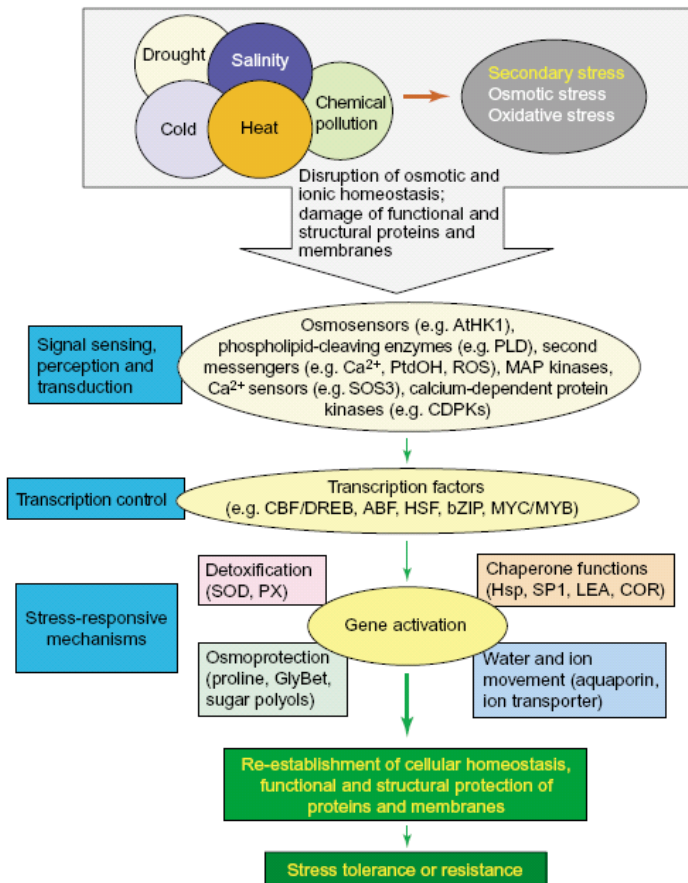 Drought
Salinity
Cold
Heat
Chemical
pollution
Secondary stress
Osmotic stress
Oxidative stress
Disruption of osmotic and
ionic homeostasis;
damage of functional and
structural proteins and
membranes
Signal sensing,
perception and
transduction
Osmosensors (e.g. AtHK1),
phospholipid-cleaving enzymes (e.g. PLD), second
messengers (e.g. Ca²⁺, PtdOH, ROS), MAP kinases,
Ca²⁺ sensors (e.g. SOS3), calcium-dependent protein
kinases (e.g. CDPKs)
Transcription control
Transcription factors
(e.g. CBF/DREB, ABF, HSF, bZIP, MYC/MYB)
Stress-responsive
mechanisms
Detoxification
(SOD, PX)
Chaperone functions
(Hsp, SP1, LEA, COR)
Gene activation
Osmoprotection
(proline, GlyBet,
sugar polyols)
Water and ion
movement (aquaporin,
ion transporter)
Re-establishment of cellular homeostasis,
functional and structural protection of
proteins and membranes
Stress tolerance or resistance